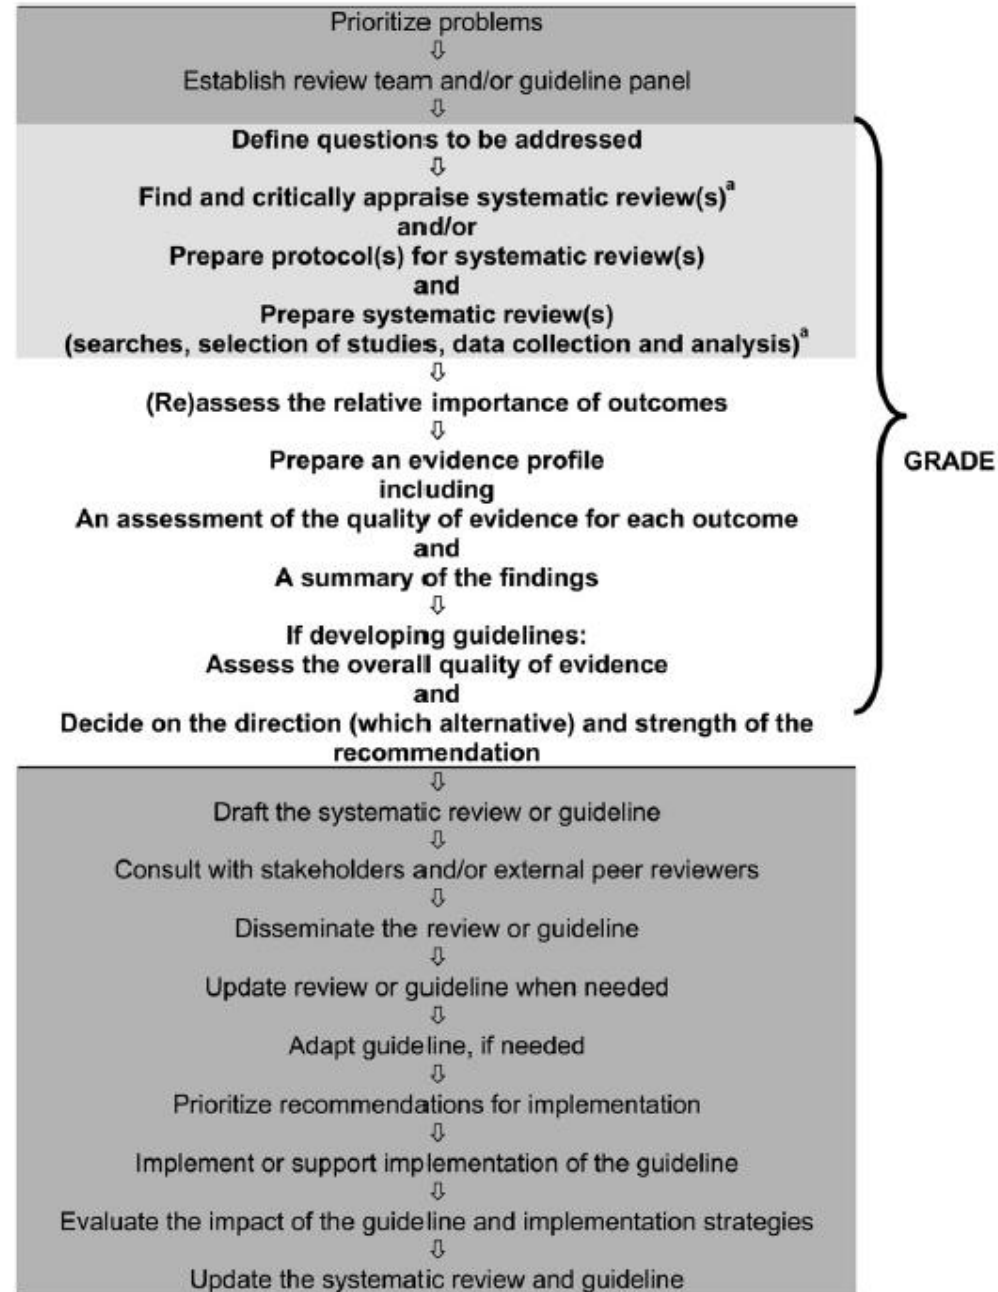 Prioritize problems
⇩
Establish review team and/or guideline panel
⇩
Define questions to be addressed
⇩
Find and critically appraise systematic review(s)a
and/or
Prepare protocol(s) for systematic review(s)
and
Prepare systematic review(s)
(searches, selection of studies, data collection and analysis)a
⇩
(Re)assess the relative importance of outcomes
⇩
Prepare an evidence profile
including
An assessment of the quality of evidence for each outcome
and
A summary of the findings
⇩
If developing guidelines:
Assess the overall quality of evidence
and
Decide on the direction (which alternative) and strength of the
recommendation
GRADE
⇩
Draft the systematic review or guideline
⇩
Consult with stakeholders and/or external peer reviewers
⇩
Disseminate the review or guideline
⇩
Update review or guideline when needed
⇩
Adapt guideline, if needed
⇩
Prioritize recommendations for implementation
⇩
Implement or support implementation of the guideline
⇩
Evaluate the impact of the guideline and implementation strategies
⇩
Update the systematic review and guideline